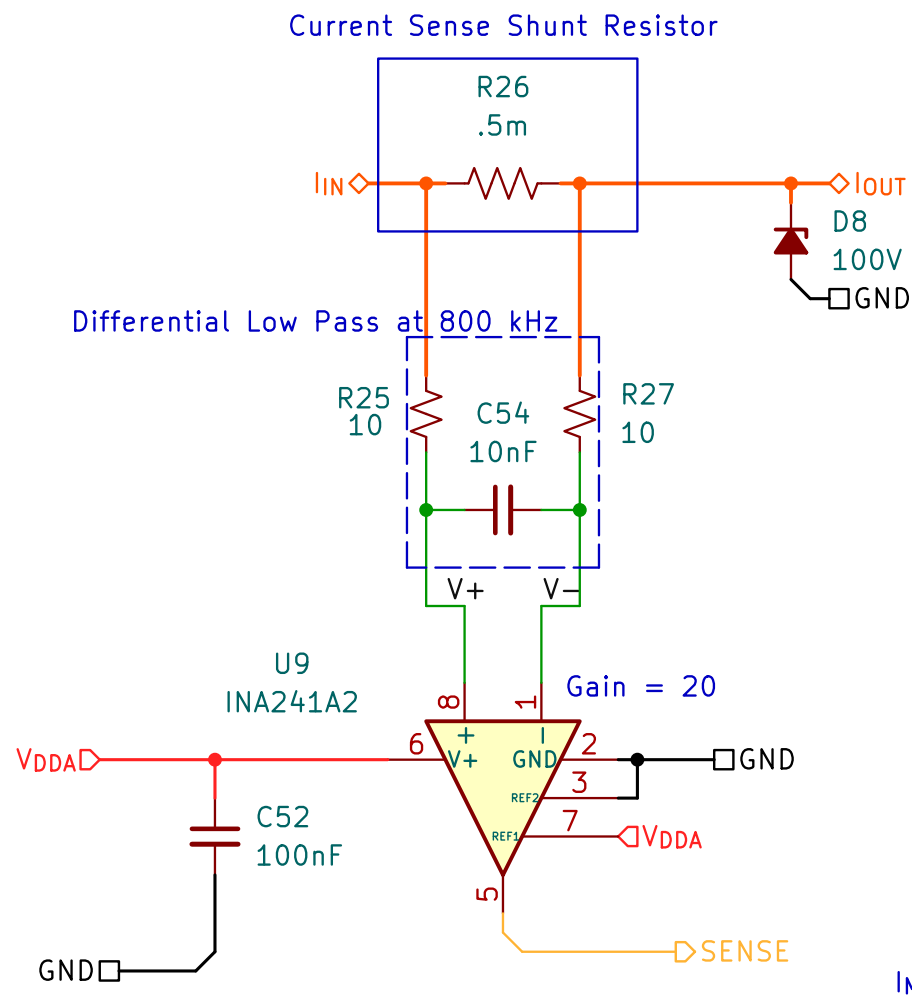 Current Sense Shunt Resistor
R26
.5m
IIN
IOUT
D8
100V
GND
Differential Low Pass at 800 kHz
R25
10
C54
10nF
R27
10
V+
V-
U9
INA241A2
Gain = 20
8
1
+
-
VDDA
6
V+
GND
2
GND
REF2
3
REF1
7
VDDA
C52
100nF
5
SENSE
GND